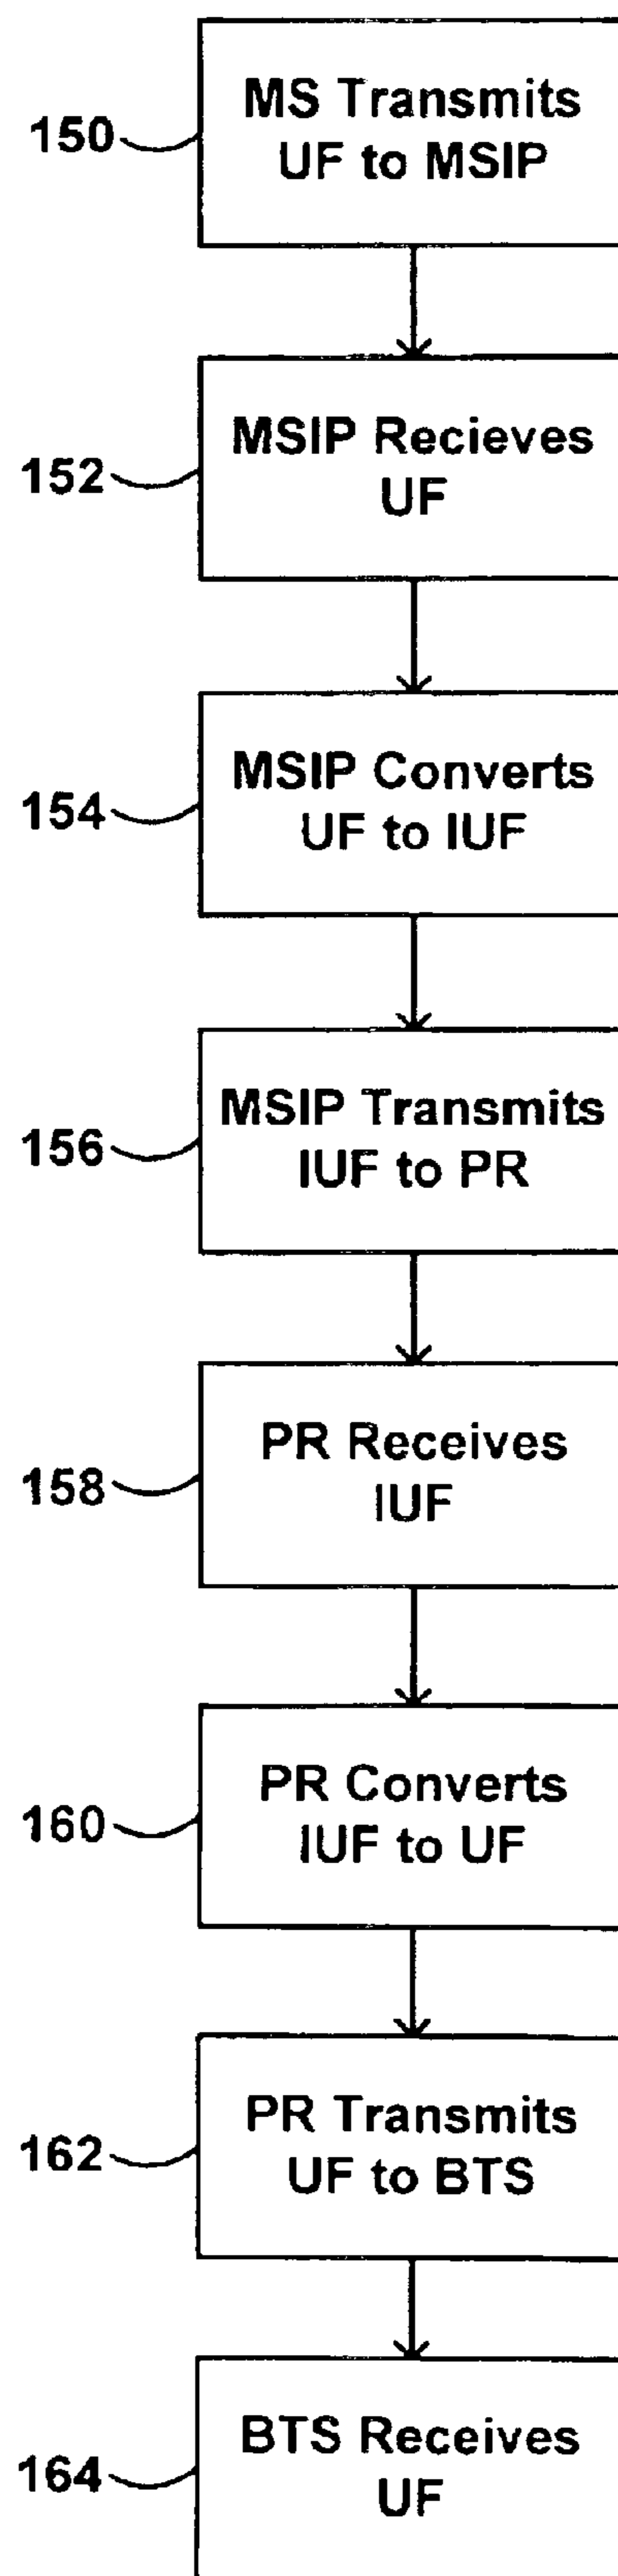 150
MS Transmits
UF to MSIP
152
MSIP Recieves
UF
154
MSIP Converts
UF to IUF
156
MSIP Transmits
IUF to PR
158
PR Receives
IUF
160
PR Converts
IUF to UF
162
PR Transmits
UF to BTS
164
BTS Receives
UF